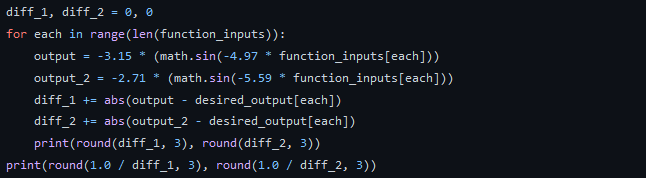 diff_1, diff_2 = 0, 0
for each in range(len(function_inputs)):
    output = -3.15 * (math.sin(-4.97 * function_inputs[each]))
    output_2 = -2.71 * (math.sin(-5.59 * function_inputs[each]))
    diff_1 += abs(output - desired_output[each])
    diff_2 += abs(output_2 - desired_output[each])
    print(round(diff_1, 3), round(diff_2, 3))
print(round(1.0 / diff_1, 3), round(1.0 / diff_2, 3))